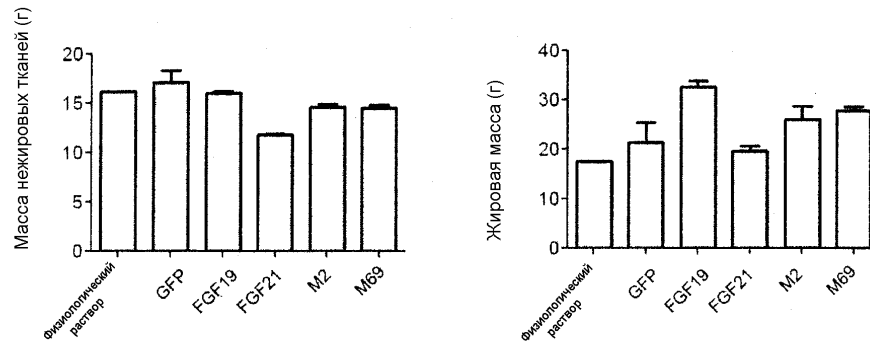 Масса нежировых тканей (г)
20
15
10
5
0
Физиологический
раствор
GFP
FGF19
FGF21
M2
M69
Жировая масса (г)
40
30
20
10
0
Физиологический
раствор
GFP
FGF19
FGF21
M2
M69